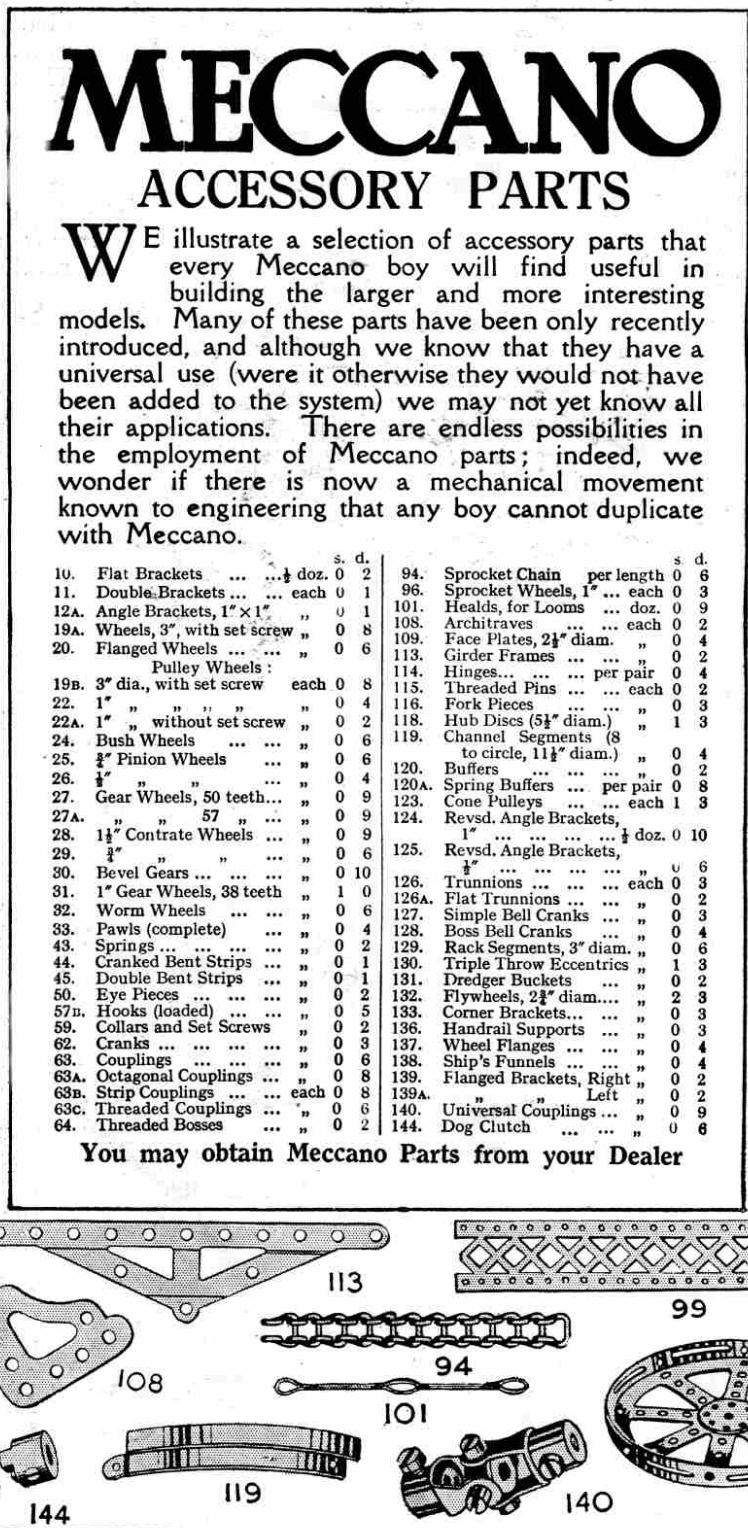 MECCANO
ACCESSORY PARTS
WE illustrate a selection of accessory parts that
every Meccano boy will find useful in
building the larger and more interesting
models. Many of these parts have been only recently
introduced, and although we know that they have a
universal use (were it otherwise they would not have
been added to the system) we may not yet know all
their applications. There are endless possibilities in
the employment of Meccano parts; indeed, we
wonder if there is now a mechanical movement
known to engineering that any boy cannot duplicate
with Meccano.
s. d.
10. Flat Brackets ... ...½ doz. 0 2
11. Double Brackets ... ... each 0 1
12A. Angle Brackets, 1″ × 1″ „ 0 1
19A. Wheels, 3″, with set screw „ 0 8
20. Flanged Wheels ... ... „ 0 6
Pulley Wheels :
19B. 3″ dia., with set screw each 0 8
22. 1″ „ „ „ „ „ 0 4
22A. 1″ „ without set screw „ 0 2
24. Bush Wheels ... ... „ 0 6
25. ¾″ Pinion Wheels ... „ 0 6
26. ½″ „ „ ... „ 0 4
27. Gear Wheels, 50 teeth... „ 0 9
27A. „ „ 57 „ ... „ 0 9
28. 1½″ Contrate Wheels ... „ 0 9
29. ¾″ „ „ ... „ 0 6
30. Bevel Gears ... ... ... „ 0 10
31. 1″ Gear Wheels, 38 teeth „ 1 0
32. Worm Wheels ... ... „ 0 6
33. Pawls (complete) ... „ 0 4
43. Springs ... ... ... ... „ 0 2
44. Cranked Bent Strips ... „ 0 1
45. Double Bent Strips ... „ 0 1
50. Eye Pieces ... ... ... „ 0 2
57B. Hooks (loaded) ... ... „ 0 5
59. Collars and Set Screws „ 0 2
62. Cranks ... ... ... ... „ 0 3
63. Couplings ... ... ... „ 0 6
63A. Octagonal Couplings ... „ 0 8
63B. Strip Couplings ... ... each 0 8
63C. Threaded Couplings ... „ 0 6
64. Threaded Bosses ... „ 0 2
s d.
94. Sprocket Chain per length 0 6
96. Sprocket Wheels, 1″ ... each 0 3
101. Healds, for Looms ... doz. 0 9
108. Architraves ... ... each 0 2
109. Face Plates, 2½″ diam. „ 0 4
113. Girder Frames ... ... „ 0 2
114. Hinges... ... ... per pair 0 4
115. Threaded Pins ... ... each 0 2
116. Fork Pieces ... ... „ 0 3
118. Hub Discs (5½″ diam.) „ 1 3
119. Channel Segments (8
to circle, 11½″ diam.) „ 0 4
120. Buffers ... ... ... ... „ 0 2
120A. Spring Buffers ... per pair 0 8
123. Cone Pulleys ... ... each 1 3
124. Revsd. Angle Brackets,
1″ ... ... ... ... ½ doz. 0 10
125. Revsd. Angle Brackets,
½″ ... ... ... ... „ 0 6
126. Trunnions ... ... ... each 0 3
126A. Flat Trunnions ... ... „ 0 2
127. Simple Bell Cranks ... „ 0 3
128. Boss Bell Cranks ... „ 0 4
129. Rack Segments, 3″ diam. „ 0 6
130. Triple Throw Eccentrics „ 1 3
131. Dredger Buckets ... „ 0 2
132. Flywheels, 2¾″ diam.... „ 2 3
133. Corner Brackets... ... „ 0 3
136. Handrail Supports ... „ 0 3
137. Wheel Flanges ... ... „ 0 4
138. Ship's Funnels ... ... „ 0 4
139. Flanged Brackets, Right „ 0 2
139A. „ „ Left „ 0 2
140. Universal Couplings ... „ 0 9
144. Dog Clutch ... ... „ 0 6
You may obtain Meccano Parts from your Dealer
113
99
108
94
101
119
140
144